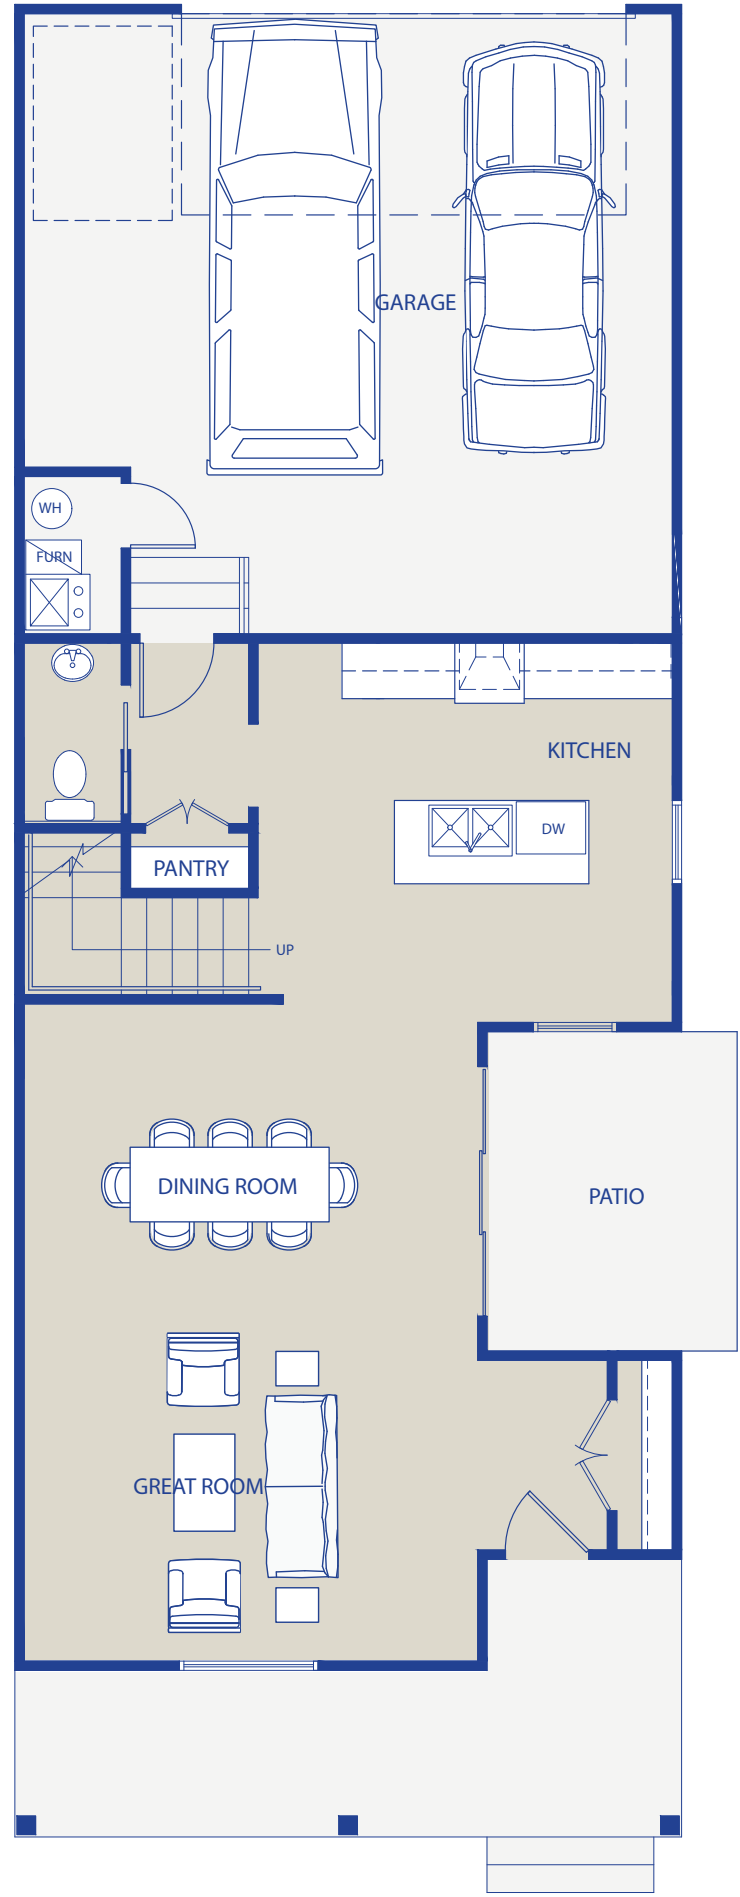 GARAGE
WH
FURN
KITCHEN
DW
PANTRY
UP
DINING ROOM
PATIO
GREAT ROOM